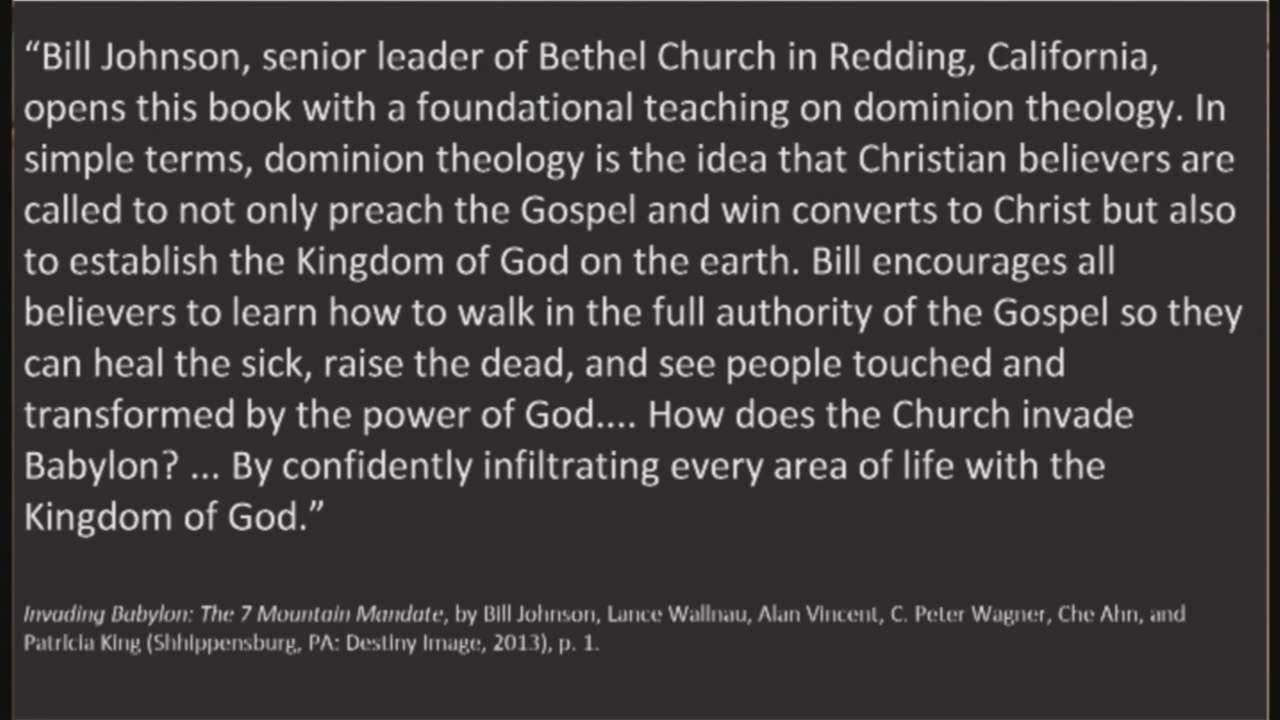 “Bill Johnson, senior leader of Bethel Church in Redding, California,
opens this book with a foundational teaching on dominion theology. In
simple terms, dominion theology is the idea that Christian believers are
called to not only preach the Gospel and win converts to Christ but also
to establish the Kingdom of God on the earth. Bill encourages all
believers to learn how to walk in the full authority of the Gospel so they
can heal the sick, raise the dead, and see people touched and
transformed by the power of God.... How does the Church invade
Babylon? ... By confidently infiltrating every area of life with the
Kingdom of God.”
Invading Babylon: The 7 Mountain Mandate, by Bill Johnson, Lance Wallnau, Alan Vincent, C. Peter Wagner, Che Ahn, and
Patricia King (Shhippensburg, PA: Destiny Image, 2013), p. 1.